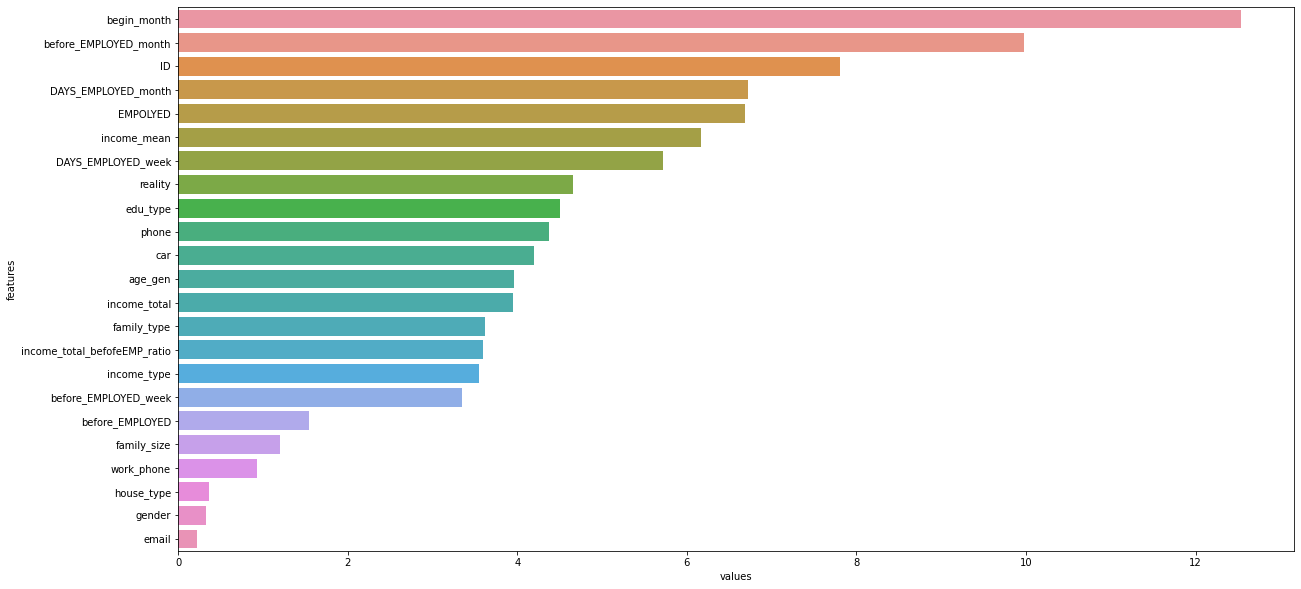 begin_month
before_EMPLOYED_month
ID
DAYS_EMPLOYED_month
EMPOLYED
income_mean
DAYS_EMPLOYED_week
reality
edu_type
phone
car
age_gen
income_total
family_type
income_total_befofeEMP_ratio
income_type
before_EMPLOYED_week
before_EMPLOYED
family_size
work_phone
house_type
gender
email
features
0 2 4 6 8 10 12
values